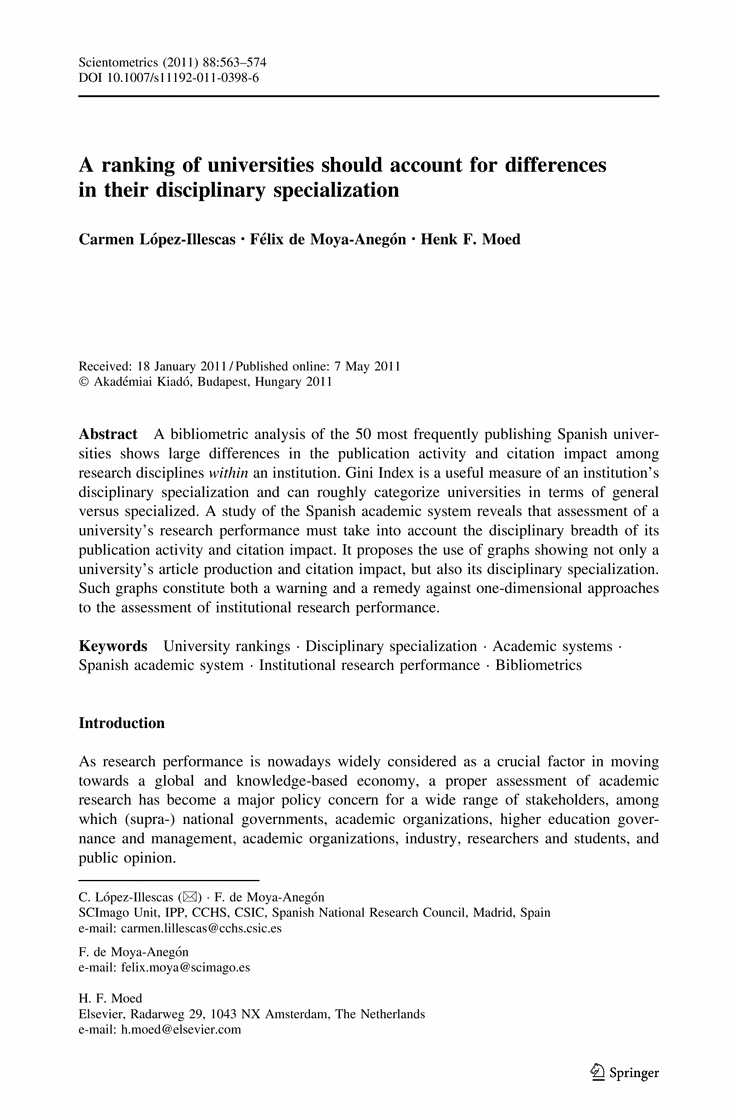 Scientometrics (2011) 88:563–574
DOI 10.1007/s11192-011-0398-6
A ranking of universities should account for differences
in their disciplinary specialization
Carmen López-Illescas · Félix de Moya-Anegón · Henk F. Moed
Received: 18 January 2011 / Published online: 7 May 2011
© Akadémiai Kiadó, Budapest, Hungary 2011
Abstract A bibliometric analysis of the 50 most frequently publishing Spanish univer-
sities shows large differences in the publication activity and citation impact among
research disciplines within an institution. Gini Index is a useful measure of an institution's
disciplinary specialization and can roughly categorize universities in terms of general
versus specialized. A study of the Spanish academic system reveals that assessment of a
university's research performance must take into account the disciplinary breadth of its
publication activity and citation impact. It proposes the use of graphs showing not only a
university's article production and citation impact, but also its disciplinary specialization.
Such graphs constitute both a warning and a remedy against one-dimensional approaches
to the assessment of institutional research performance.
Keywords University rankings · Disciplinary specialization · Academic systems ·
Spanish academic system · Institutional research performance · Bibliometrics
Introduction
As research performance is nowadays widely considered as a crucial factor in moving
towards a global and knowledge-based economy, a proper assessment of academic
research has become a major policy concern for a wide range of stakeholders, among
which (supra-) national governments, academic organizations, higher education gover-
nance and management, academic organizations, industry, researchers and students, and
public opinion.
C. López-Illescas (✉) · F. de Moya-Anegón
SCImago Unit, IPP, CCHS, CSIC, Spanish National Research Council, Madrid, Spain
e-mail: carmen.lillescas@cchs.csic.es
F. de Moya-Anegón
e-mail: felix.moya@scimago.es
H. F. Moed
Elsevier, Radarweg 29, 1043 NX Amsterdam, The Netherlands
e-mail: h.moed@elsevier.com
Springer